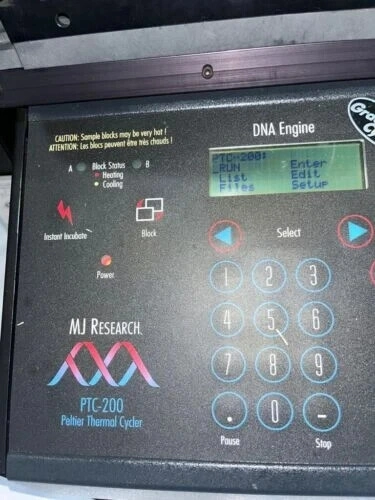 CAUTION: Sample blocks may be very hot !
ATTENTION: Les blocs peuvent être très chauds !
A Block Status B
Heating
Cooling
Instant Incubate
Block
Power
DNA Engine
PTC-200:
RUN Enter
List Edit
Files Setup
Select
1 2 3
4 5 6
7 8 9
. 0 -
Pause Stop
MJ RESEARCH
PTC-200
Peltier Thermal Cycler